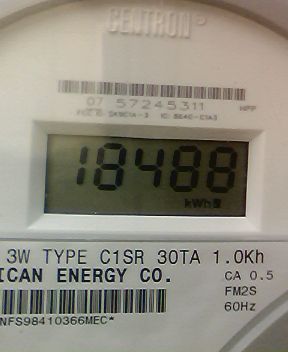 CENTRON®
07 57245311
HPP
18488
kWh
3W TYPE C1SR 30TA 1.0Kh
ICAN ENERGY CO.
CA 0.5
FM2S
60Hz
NFS98410366MEC*